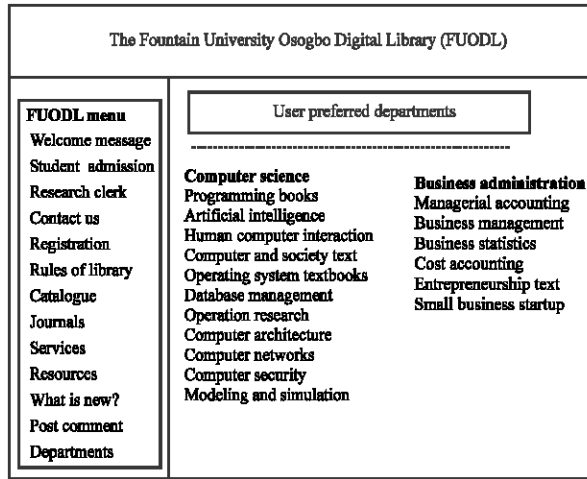 The Fountain University Osogbo Digital Library (FUODL)
FUODL menu
Welcome message
Student admission
Research clerk
Contact us
Registration
Rules of library
Catalogue
Journals
Services
Resources
What is new?
Post comment
Departments
User preferred departments
Computer science
Programming books
Artificial intelligence
Human computer interaction
Computer and society text
Operating system textbooks
Database management
Operation research
Computer architecture
Computer networks
Computer security
Modeling and simulation
Business administration
Managerial accounting
Business management
Business statistics
Cost accounting
Entrepreneurship text
Small business startup